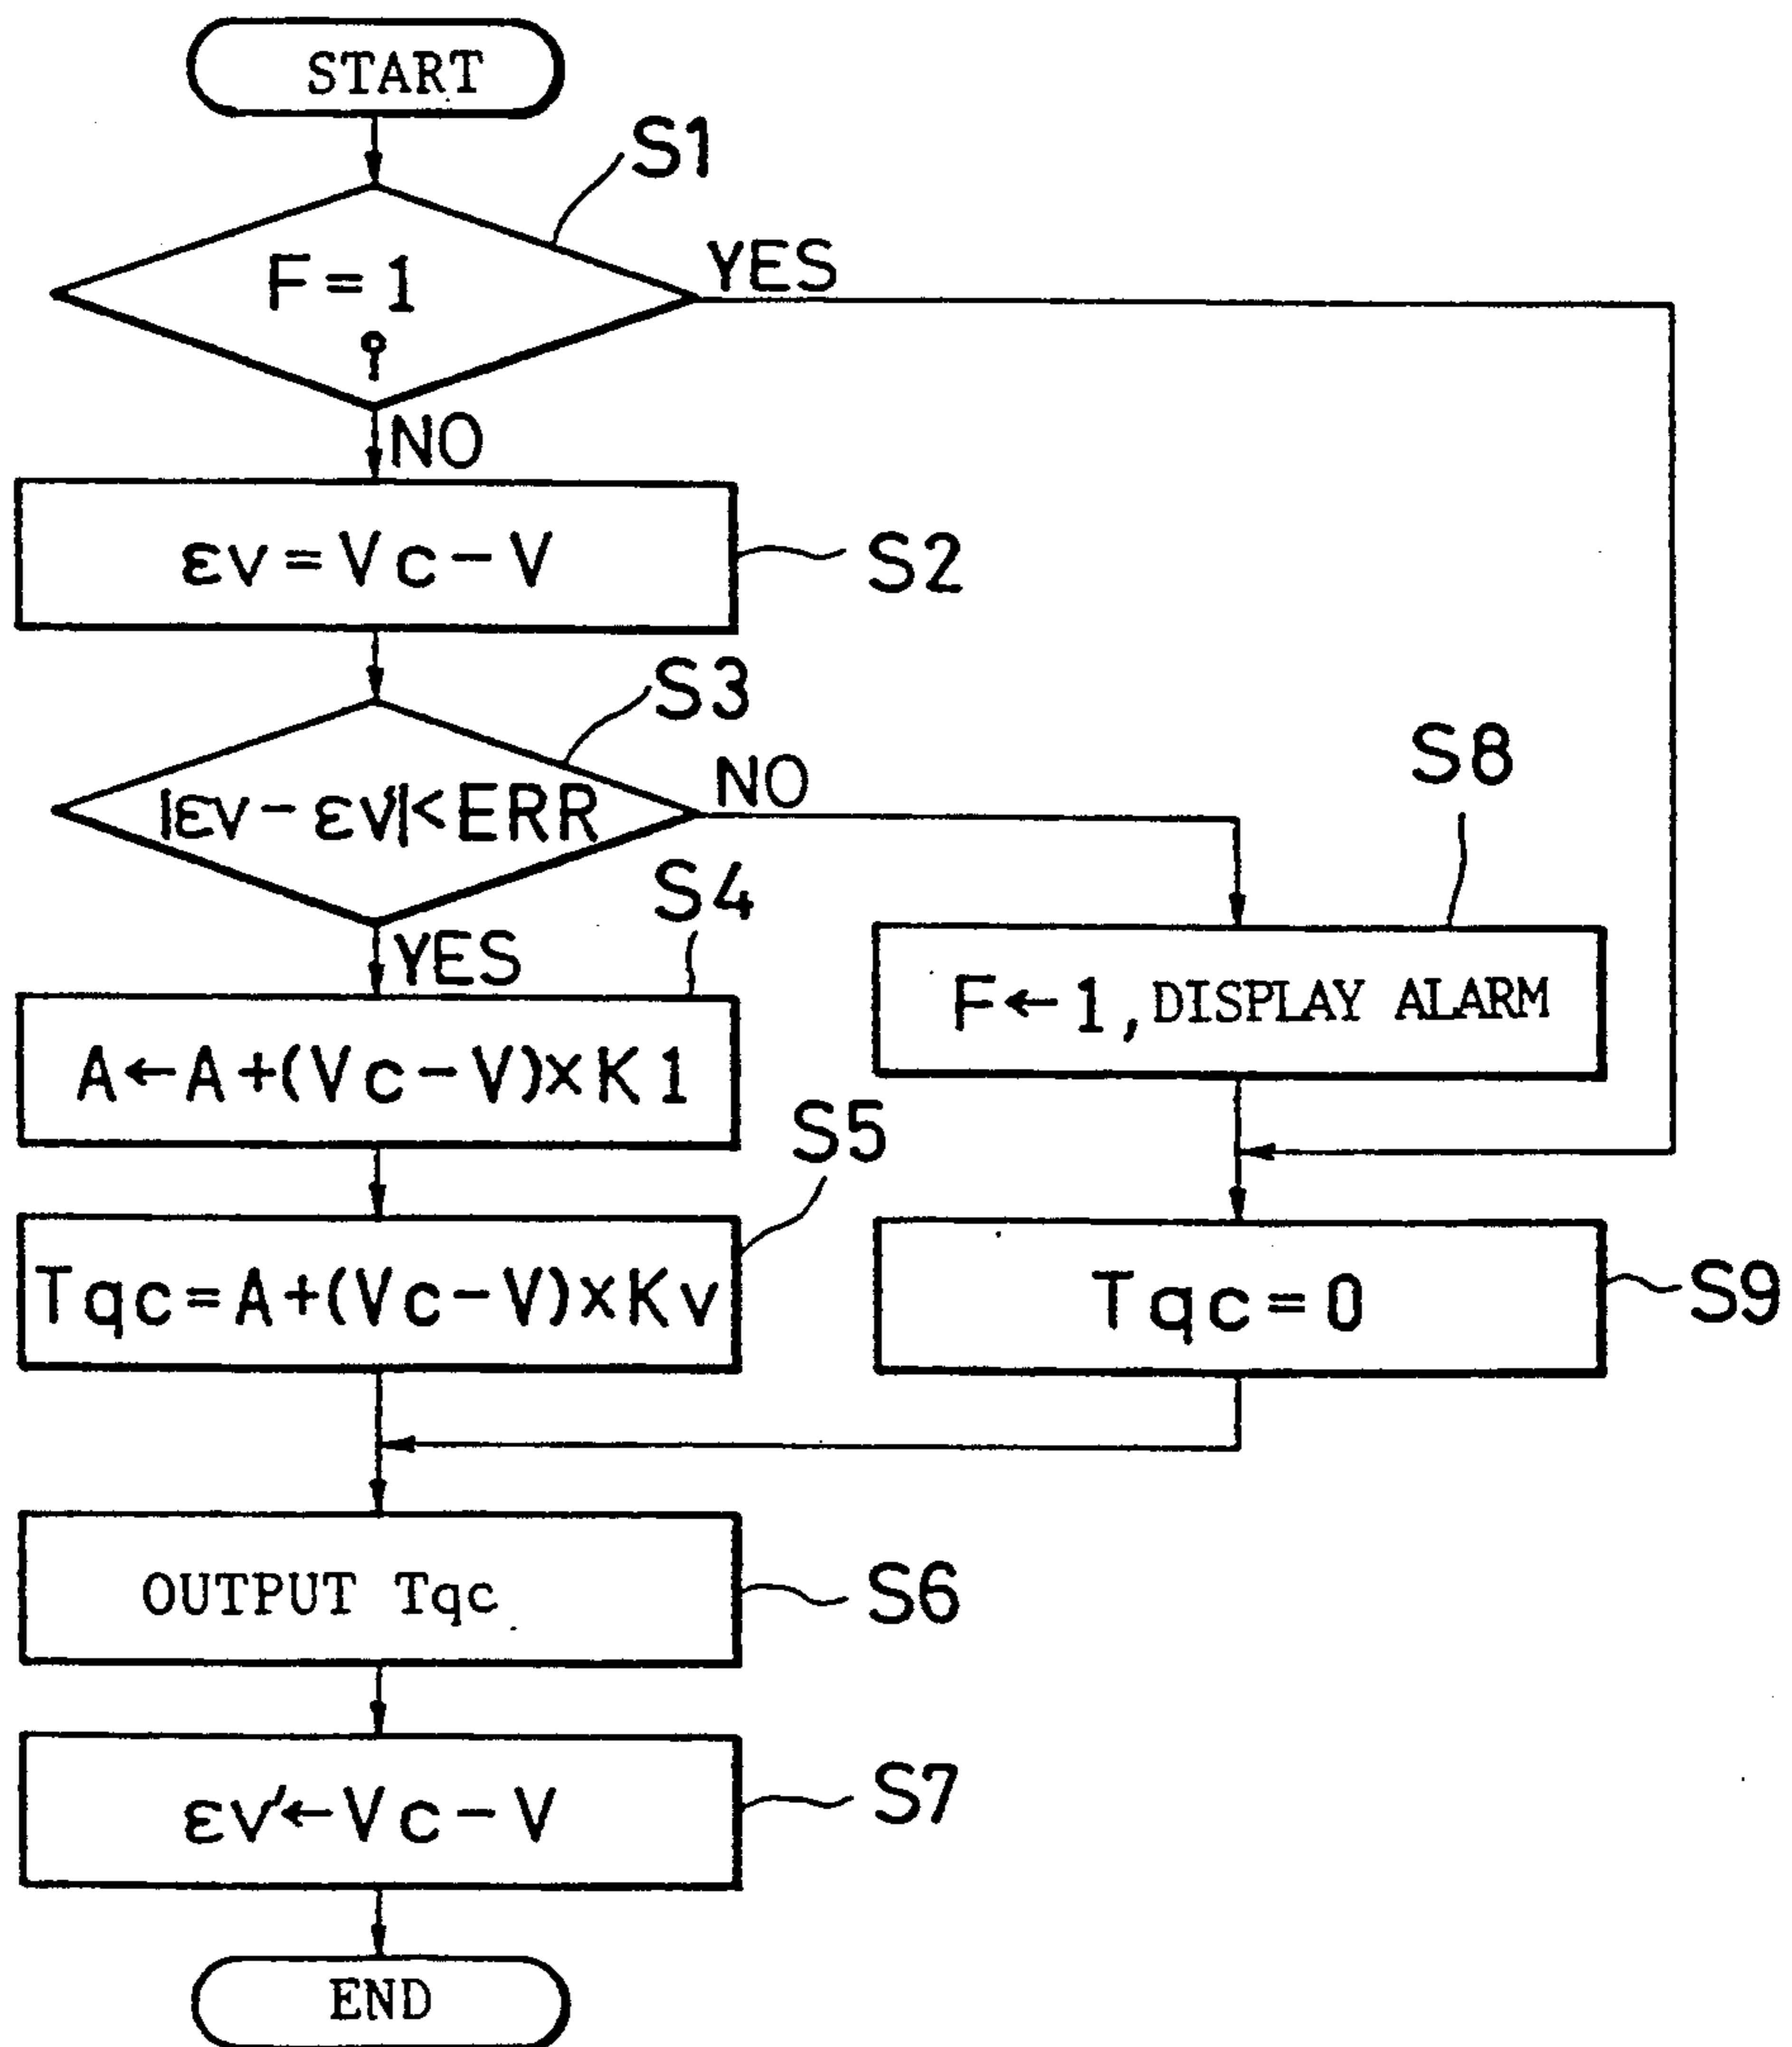 START
S1
F=1
YES
NO
εv=Vc-V
S2
S3
|εv-εv'|<ERR
NO
S8
S4
YES
F←1, DISPLAY ALARM
A←A+(Vc-V)×K1
S5
Tqc=A+(Vc-V)×Kv
Tqc=0
S9
OUTPUT Tqc
S6
εv'←Vc-V
S7
END